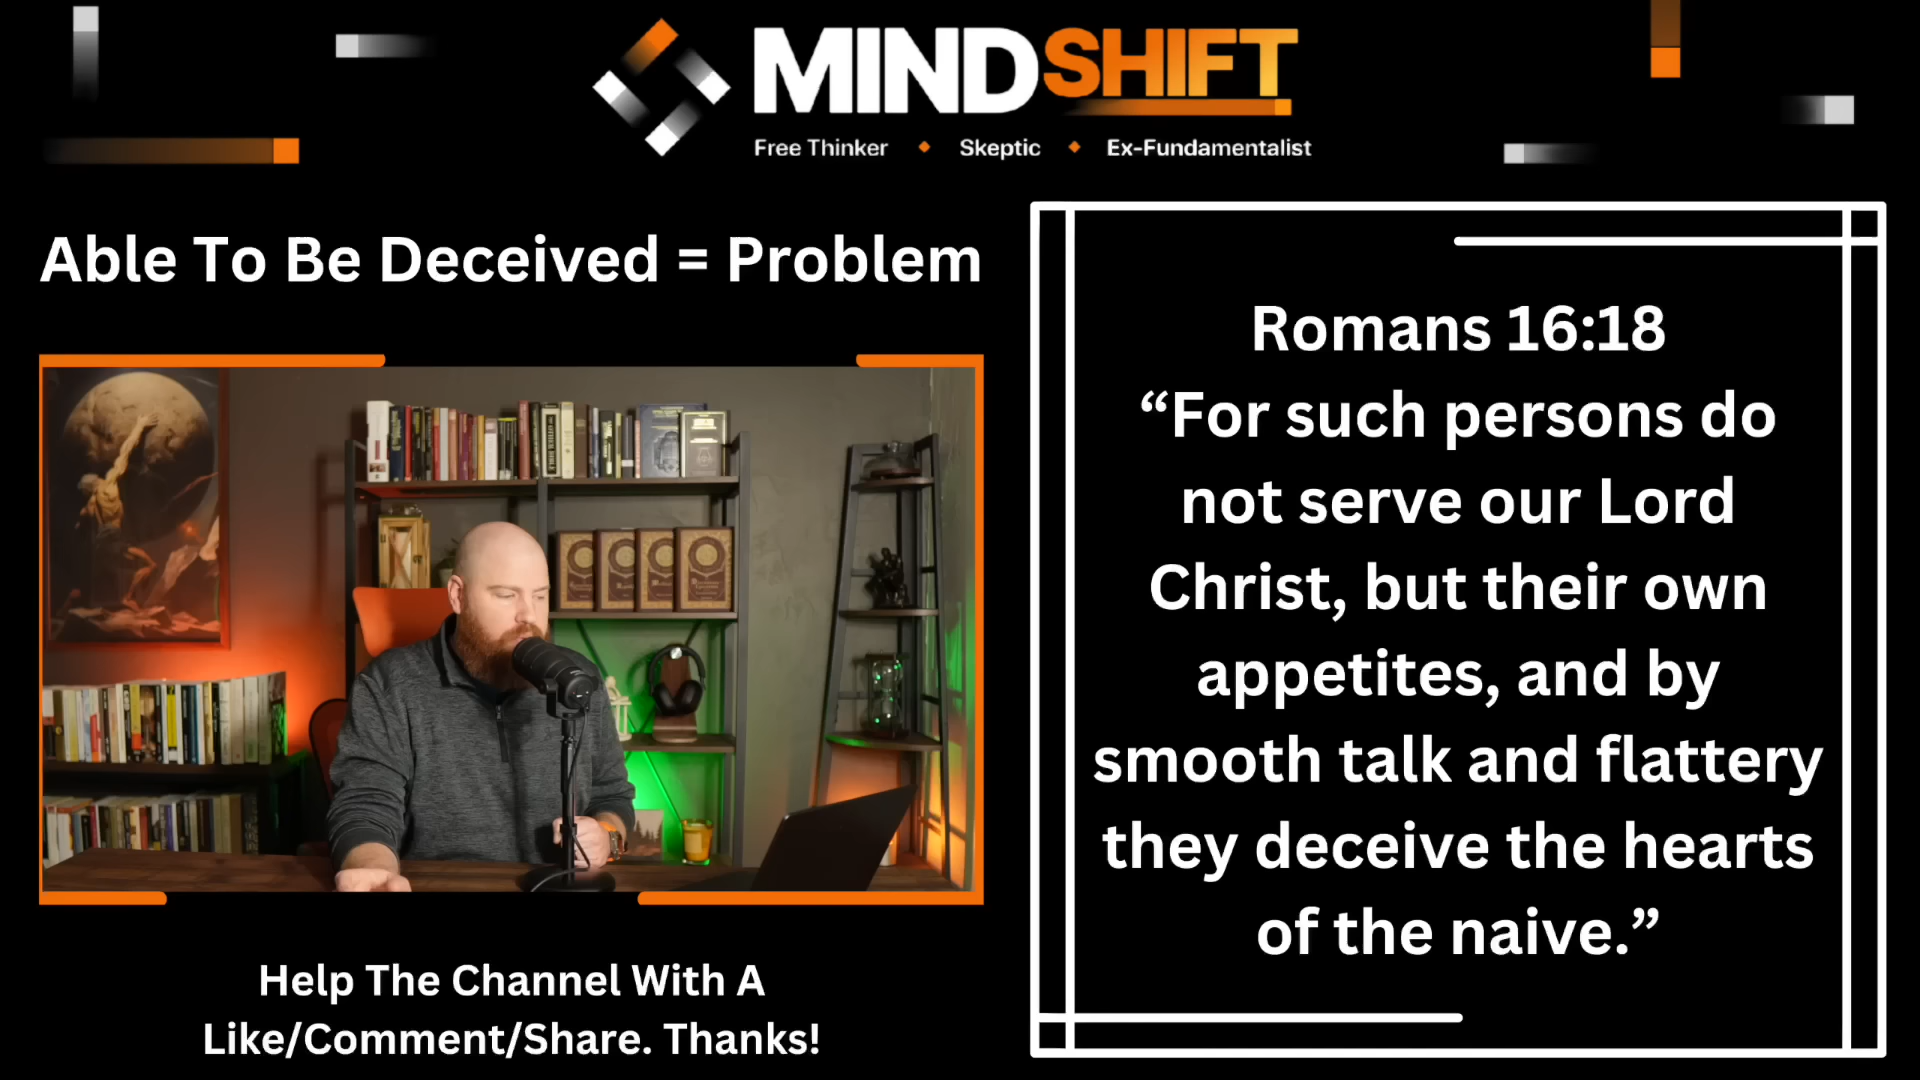 MINDSHIFT
Free Thinker ◆ Skeptic ◆ Ex-Fundamentalist
Able To Be Deceived = Problem
Help The Channel With A
Like/Comment/Share. Thanks!
Romans 16:18
“For such persons do
not serve our Lord
Christ, but their own
appetites, and by
smooth talk and flattery
they deceive the hearts
of the naive.”